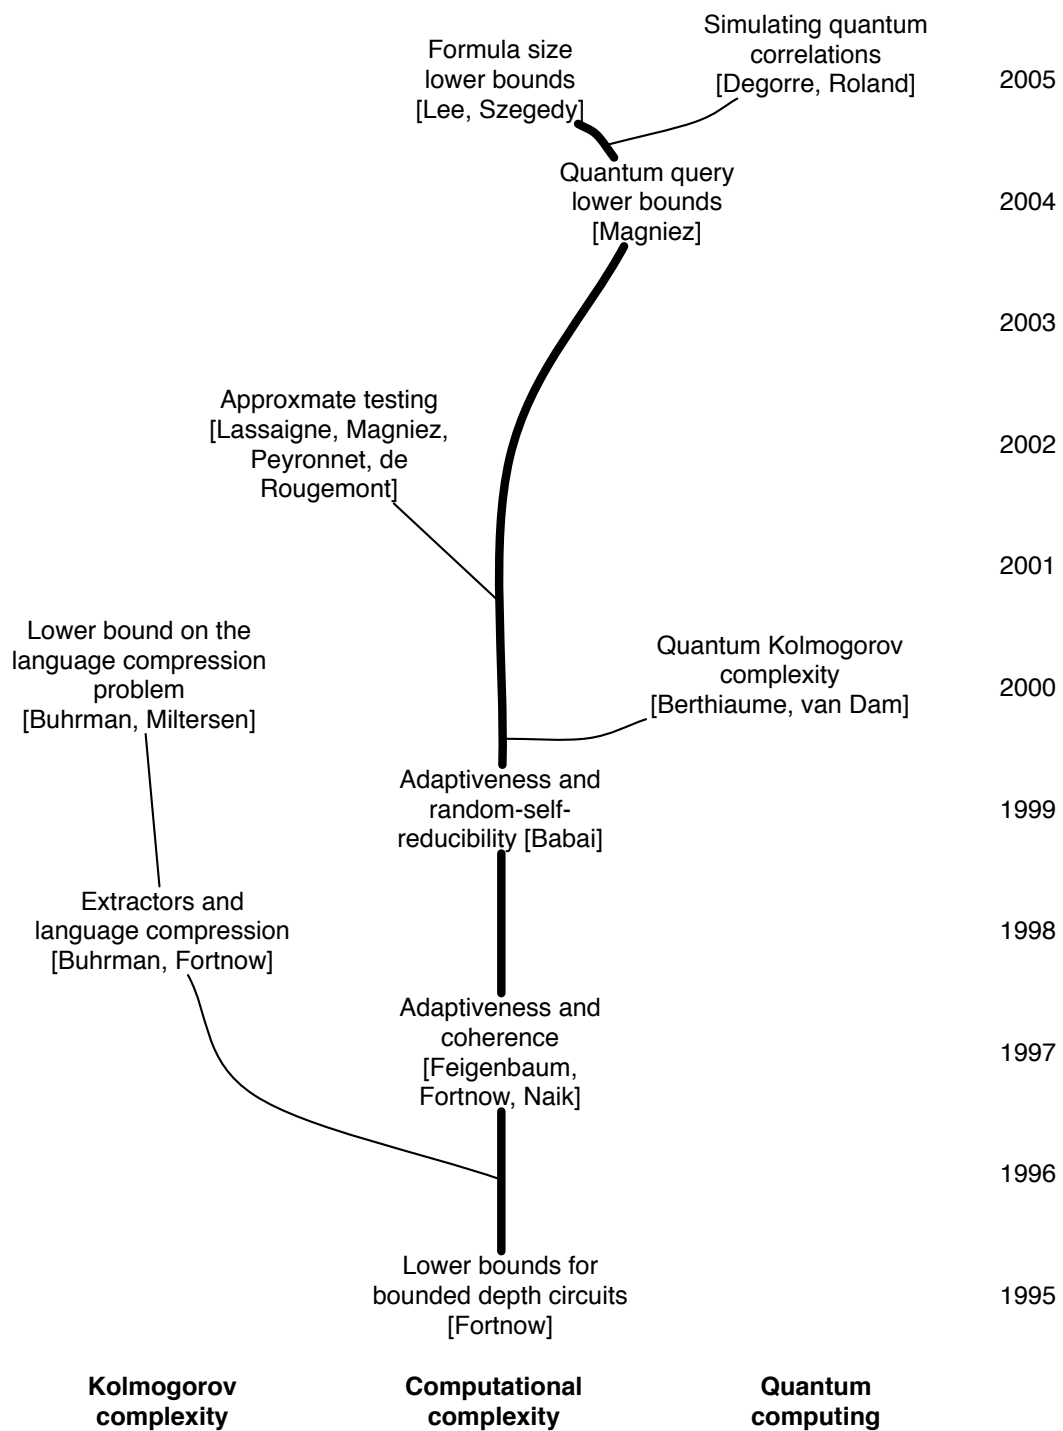 Simulating quantum
correlations
[Degorre, Roland]
Formula size
lower bounds
[Lee, Szegedy]
2005
Quantum query
lower bounds
[Magniez]
2004
2003
Approxmate testing
[Lassaigne, Magniez,
Peyronnet, de
Rougemont]
2002
2001
Lower bound on the
language compression
problem
[Buhrman, Miltersen]
Quantum Kolmogorov
complexity
[Berthiaume, van Dam]
2000
Adaptiveness and
random-self-
reducibility [Babai]
1999
Extractors and
language compression
[Buhrman, Fortnow]
1998
Adaptiveness and
coherence
[Feigenbaum,
Fortnow, Naik]
1997
1996
Lower bounds for
bounded depth circuits
[Fortnow]
1995
Kolmogorov
complexity
Computational
complexity
Quantum
computing